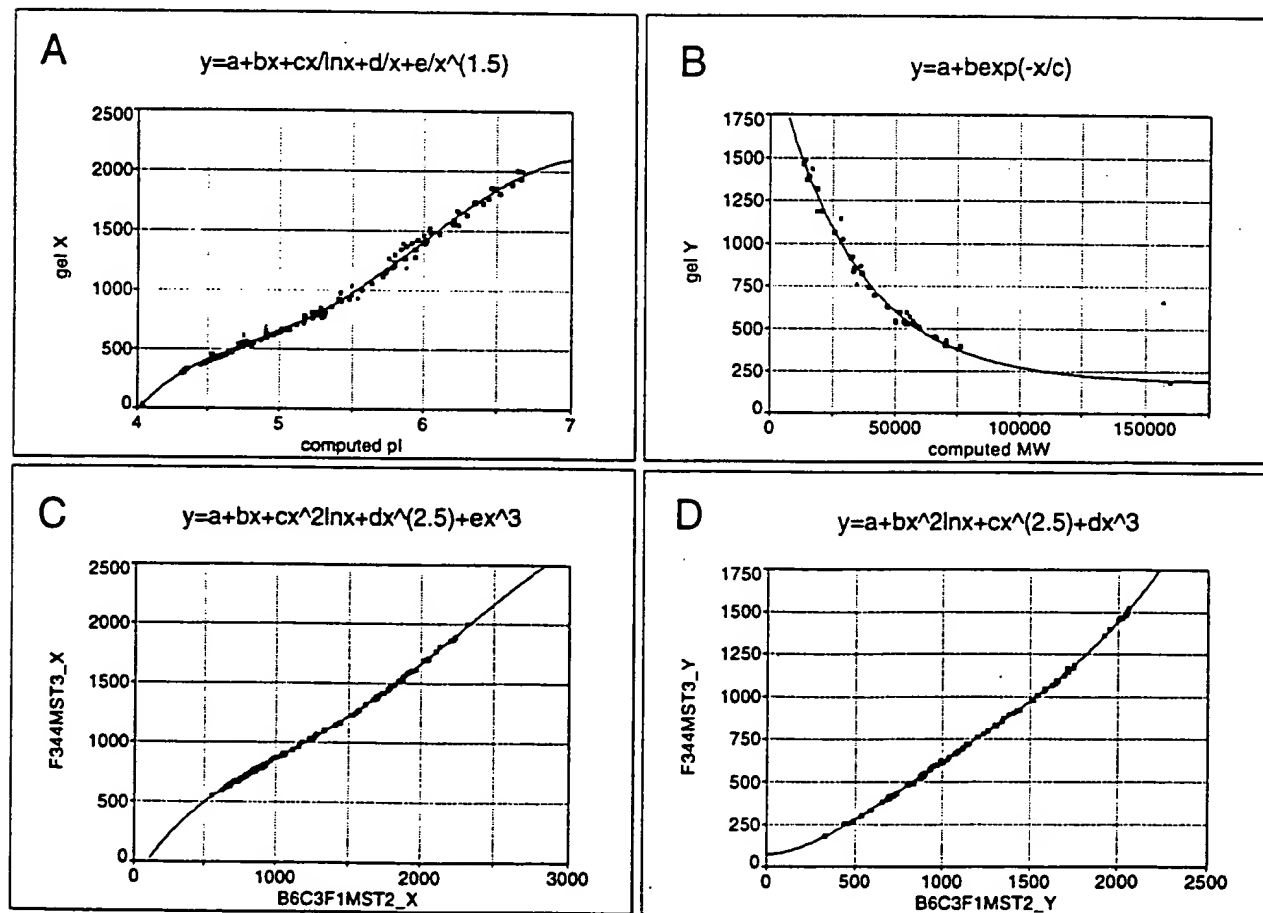 A
y=a+bx+cx/lnx+d/x+e/x^(1.5)
2500
2000
1500
1000
500
0
gel X
4 5 6 7
computed pI
B
y=a+bexp(-x/c)
1750
1500
1250
1000
750
500
250
0
gel Y
0 50000 100000 150000
computed MW
C
y=a+bx+cx^2lnx+dx^(2.5)+ex^3
2500
2000
1500
1000
500
0
F344MST3_X
0 1000 2000 3000
B6C3F1MST2_X
D
y=a+bx^2lnx+cx^(2.5)+dx^3
1750
1500
1250
1000
750
500
250
0
F344MST3_Y
0 500 1000 1500 2000 2500
B6C3F1MST2_Y